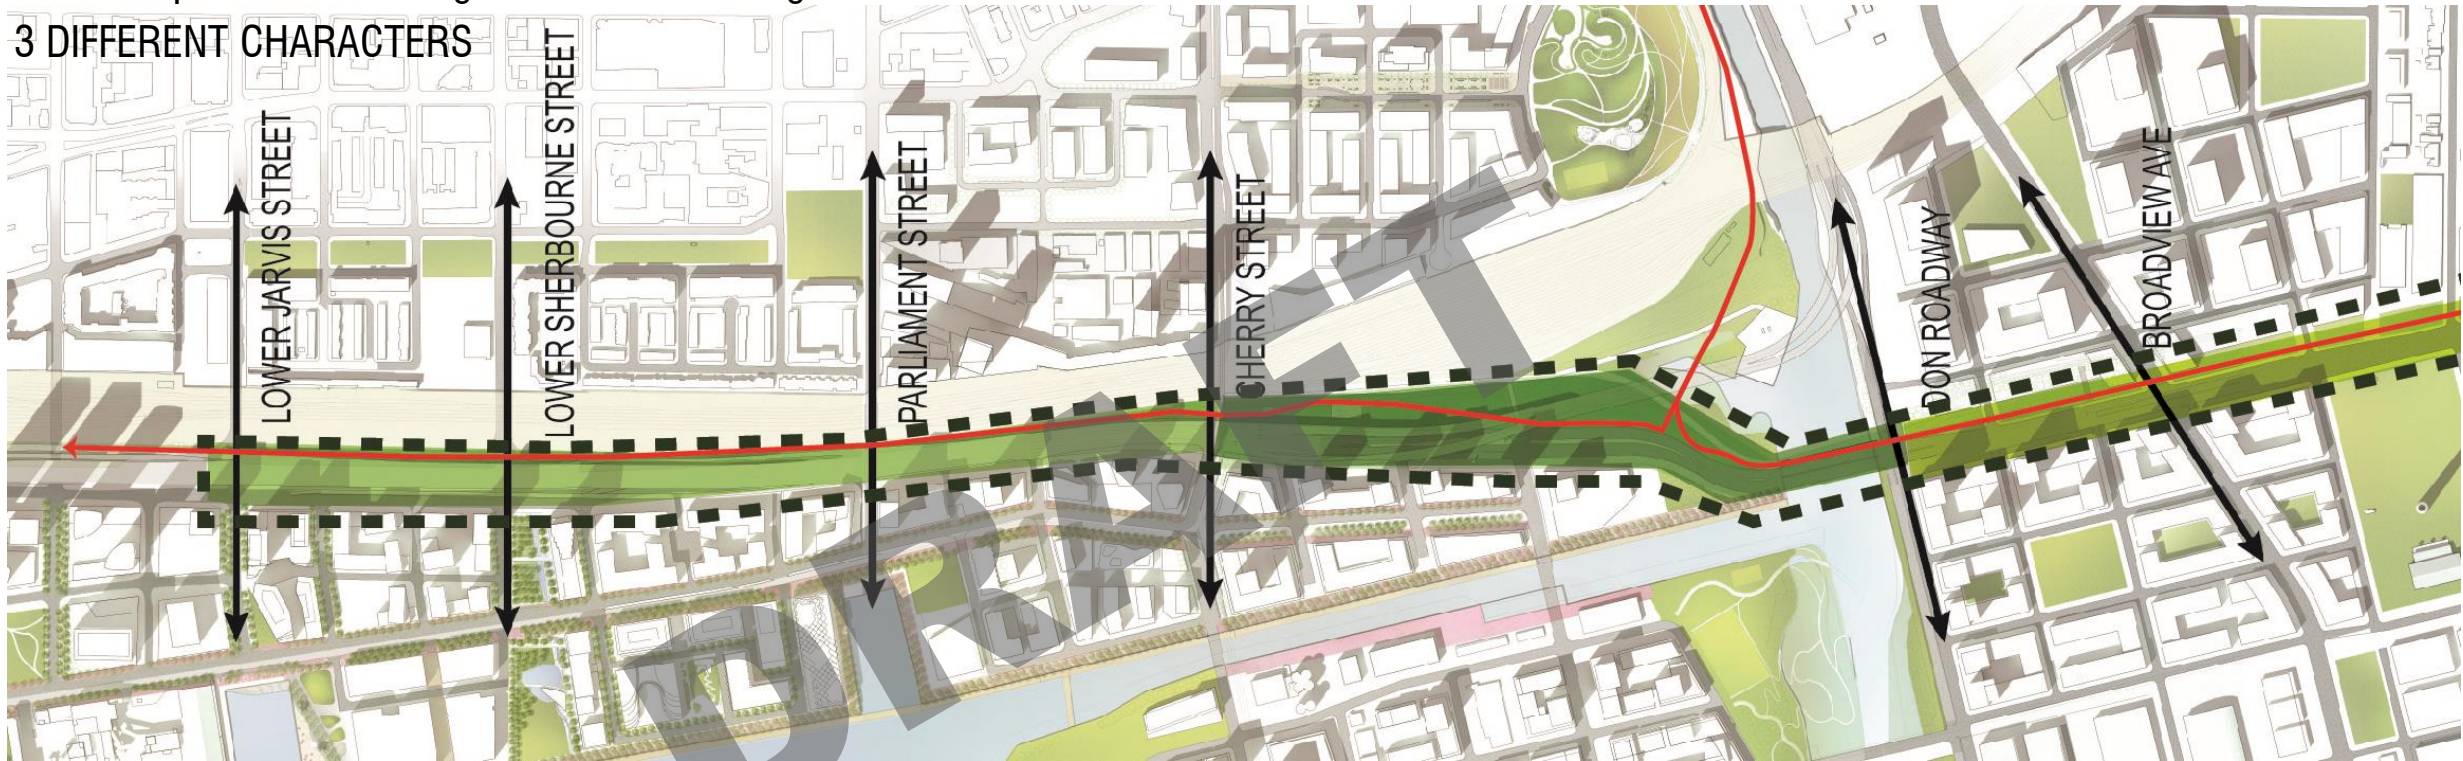 3 DIFFERENT CHARACTERS
LOWER JARVIS STREET
LOWER SHERBOURNE STREET
PARLIAMENT STREET
CHERRY STREET
DON ROADWAY
BROADVIEW AVE
DRAFT